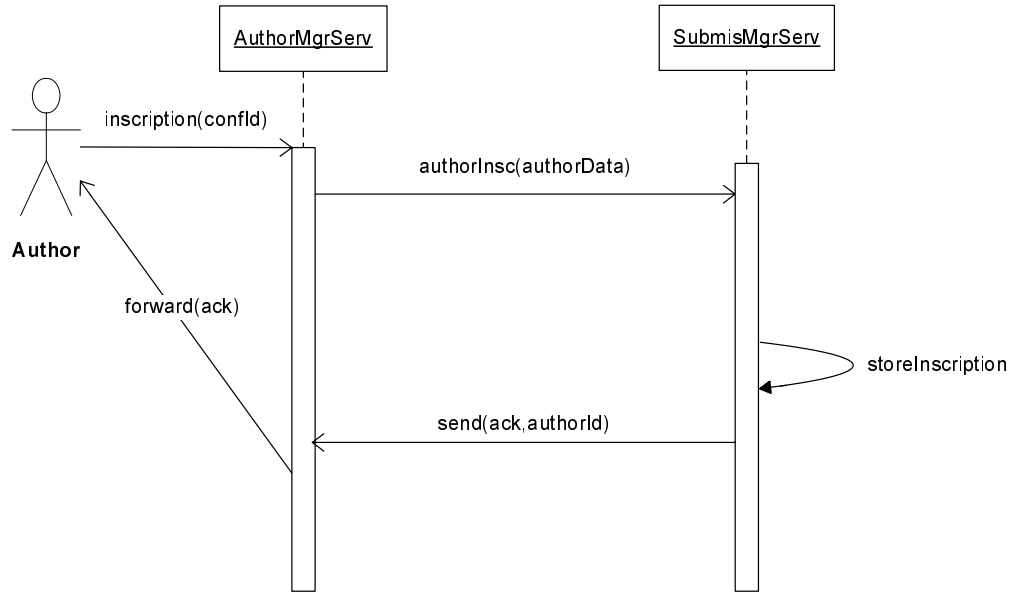 AuthorMgrServ
SubmisMgrServ
inscription(confId)
authorInsc(authorData)
Author
forward(ack)
storeInscription
send(ack,authorId)